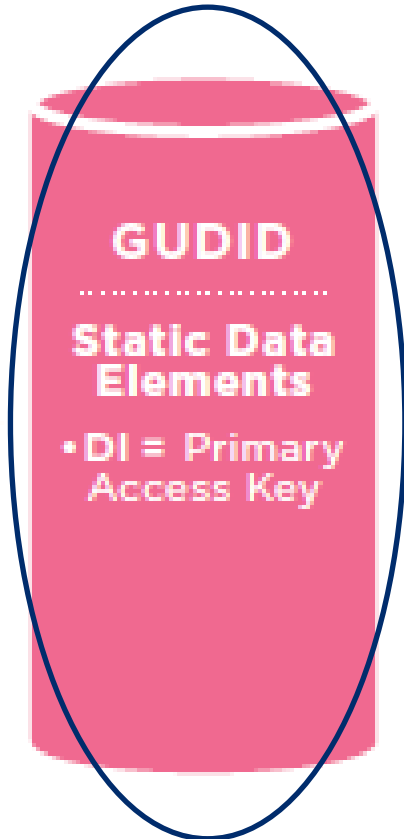 GUDID
Static Data
Elements
•DI = Primary
Access Key